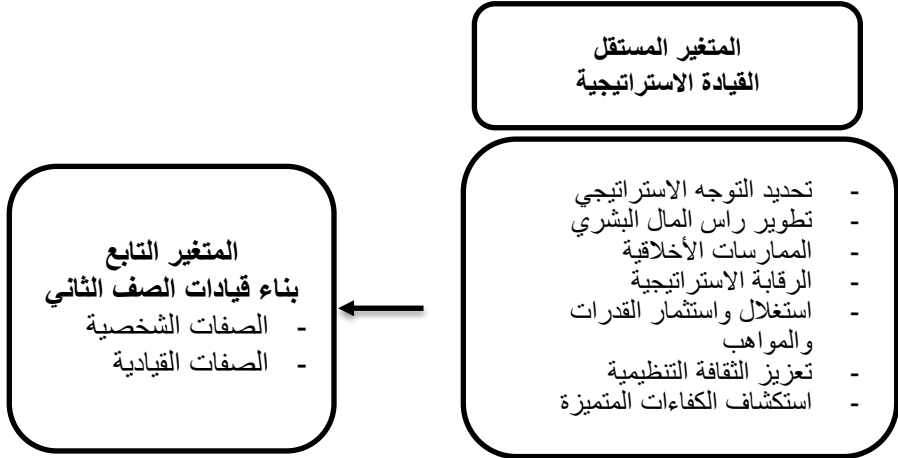 المتغير المستقل
القيادة الاستراتيجية
- تحديد التوجه الاستراتيجي
- تطوير راس المال البشري
- الممارسات الأخلاقية
- الرقابة الاستراتيجية
- استغلال واستثمار القدرات
والمواهب
- تعزيز الثقافة التنظيمية
- استكشاف الكفاءات المتميزة
المتغير التابع
بناء قيادات الصف الثاني
- الصفات الشخصية
- الصفات القيادية